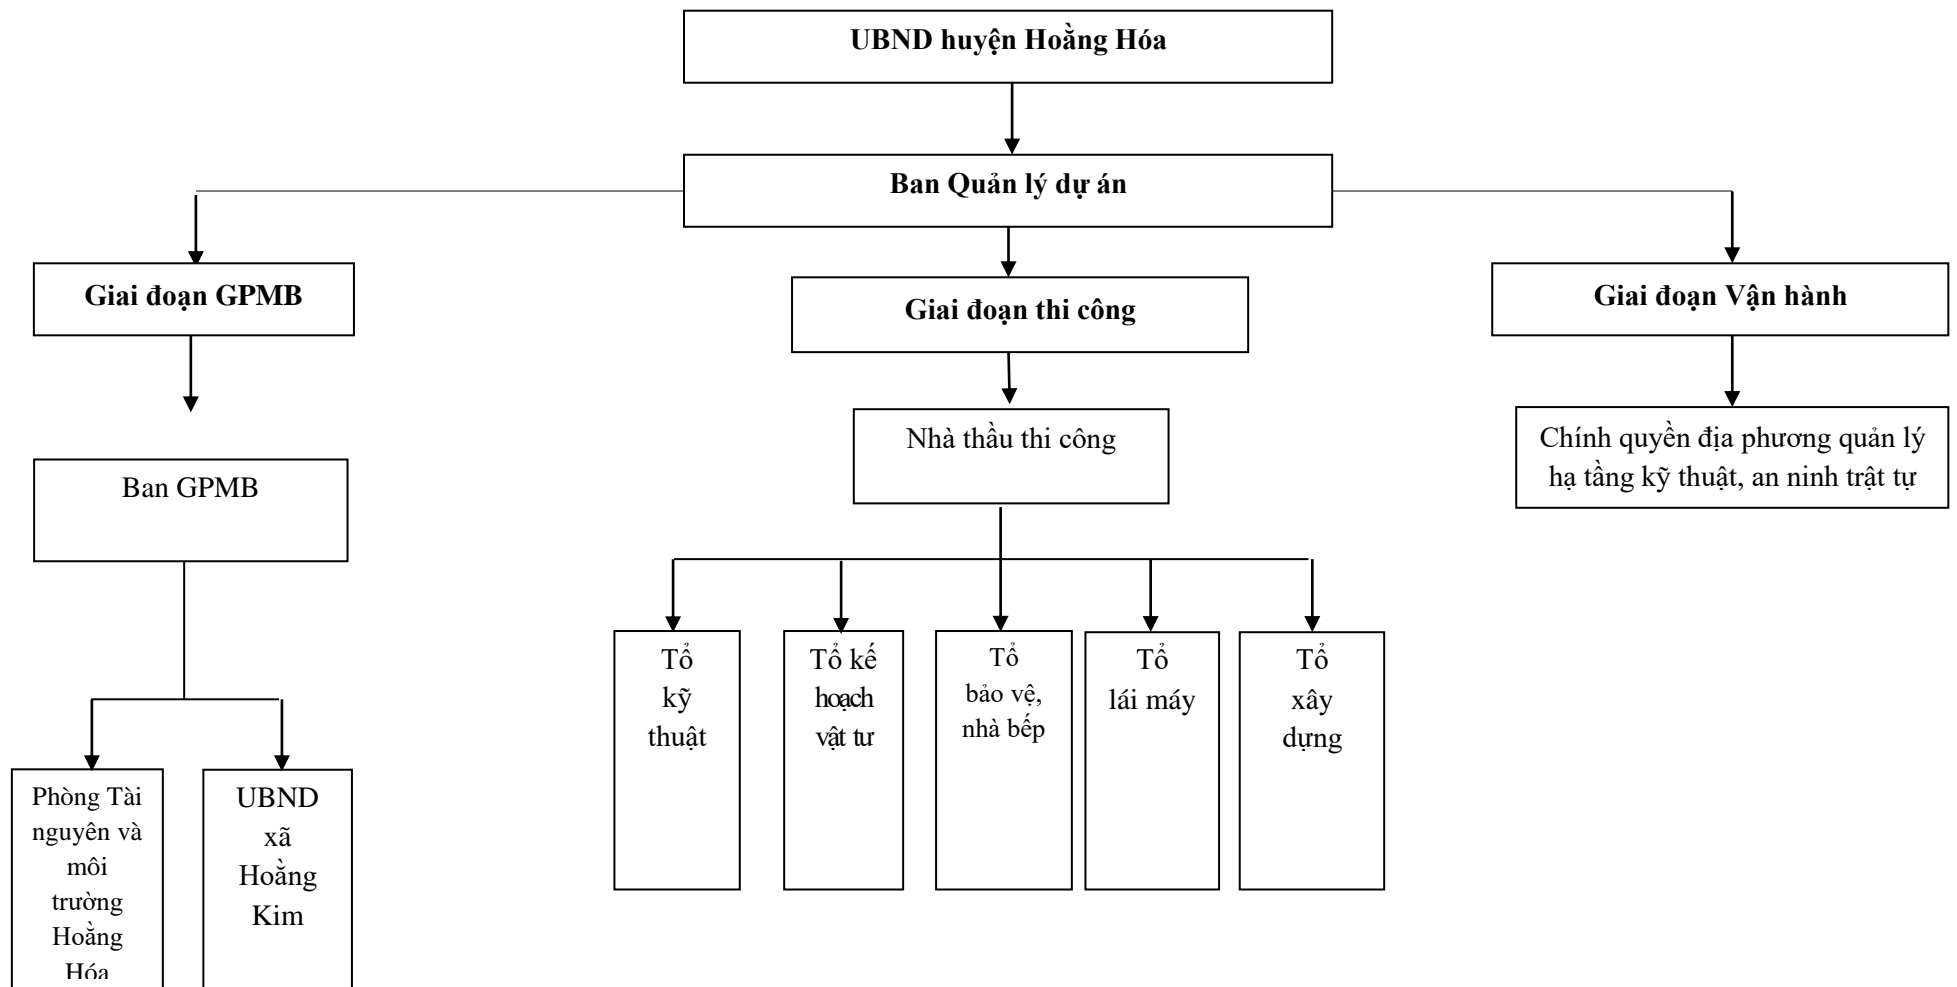 UBND huyện Hoằng Hóa
Ban Quản lý dự án
Giai đoạn GPMB
Giai đoạn thi công
Giai đoạn Vận hành
Ban GPMB
Nhà thầu thi công
Chính quyền địa phương quản lý
hạ tầng kỹ thuật, an ninh trật tự
Phòng Tài
nguyên và
môi
trường
Hoằng
Hóa
UBND
xã
Hoằng
Kim
Tổ
kỹ
thuật
Tổ kế
hoạch
vật tư
Tổ
bảo vệ,
nhà bếp
Tổ
lái máy
Tổ
xây
dựng